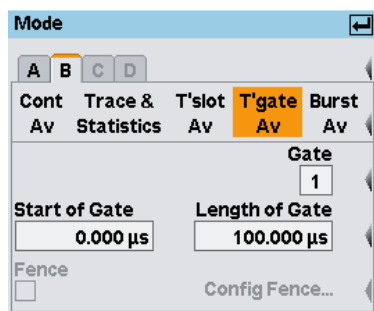 Mode
A B C D
Cont Trace & T'slot T'gate Burst
Av Statistics Av Av Av
Gate
1
Start of Gate Length of Gate
0.000 µs 100.000 µs
Fence
Config Fence...